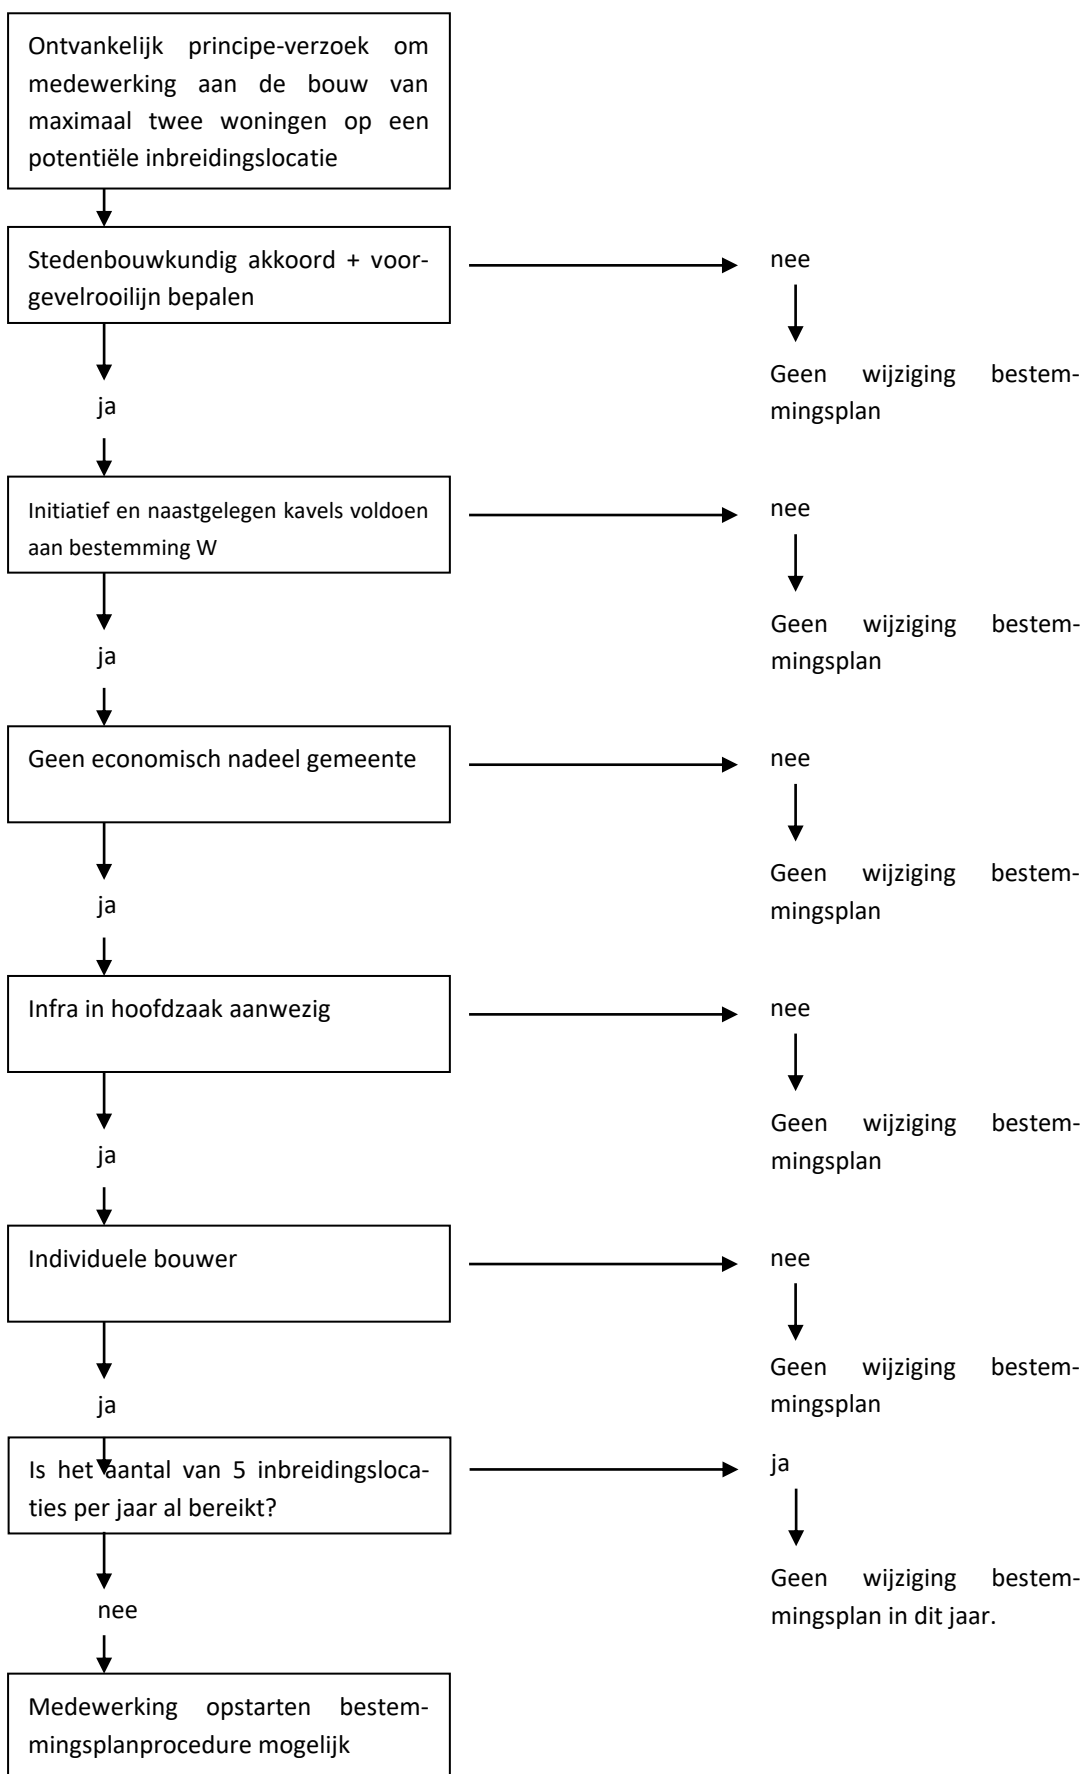 Ontvankelijk principe-verzoek om
medewerking aan de bouw van
maximaal twee woningen op een
potentiële inbreidingslocatie
Stedenbouwkundig akkoord + voor-
gevelrooilijn bepalen
nee
Geen wijziging bestem-
mingsplan
ja
Initiatief en naastgelegen kavels voldoen
aan bestemming W
nee
Geen wijziging bestem-
mingsplan
ja
Geen economisch nadeel gemeente
nee
Geen wijziging bestem-
mingsplan
ja
Infra in hoofdzaak aanwezig
nee
Geen wijziging bestem-
mingsplan
ja
Individuele bouwer
nee
Geen wijziging bestem-
mingsplan
ja
Is het aantal van 5 inbreidingsloca-
ties per jaar al bereikt?
ja
Geen wijziging bestem-
mingsplan in dit jaar.
nee
Medewerking opstarten bestem-
mingsplanprocedure mogelijk